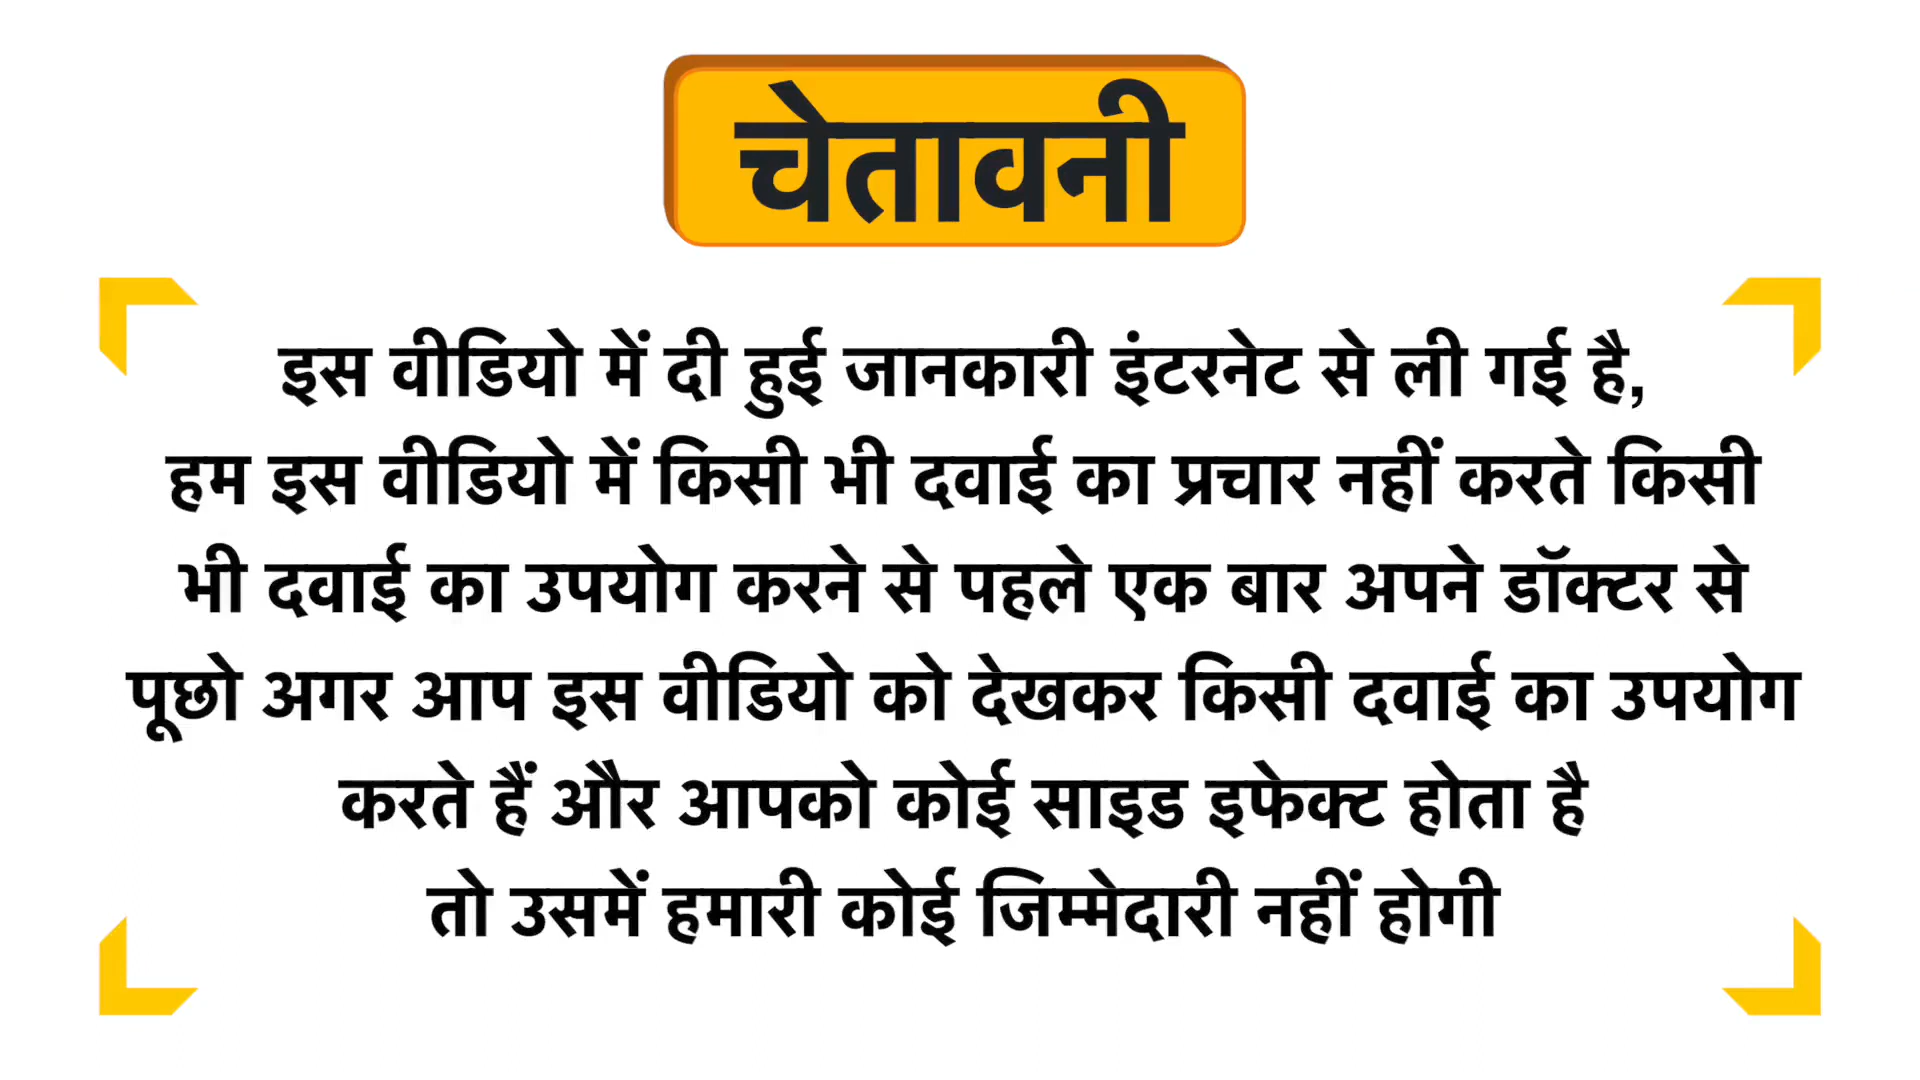 चेतावनी
इस वीडियो में दी हुई जानकारी इंटरनेट से ली गई है,
हम इस वीडियो में किसी भी दवाई का प्रचार नहीं करते किसी
भी दवाई का उपयोग करने से पहले एक बार अपने डॉक्टर से
पूछो अगर आप इस वीडियो को देखकर किसी दवाई का उपयोग
करते हैं और आपको कोई साइड इफेक्ट होता है
तो उसमें हमारी कोई जिम्मेदारी नहीं होगी